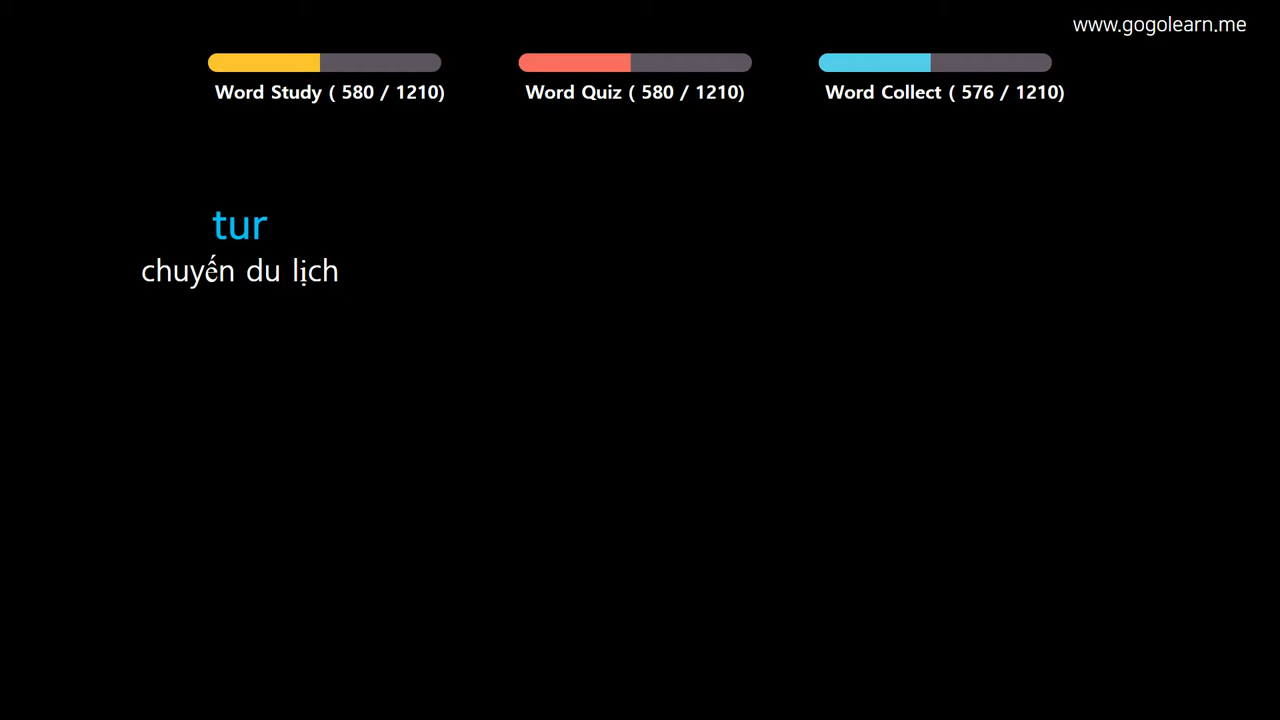 www.gogolearn.me
Word Study ( 580 / 1210)
Word Quiz ( 580 / 1210)
Word Collect ( 576 / 1210)
tur
chuyến du lịch